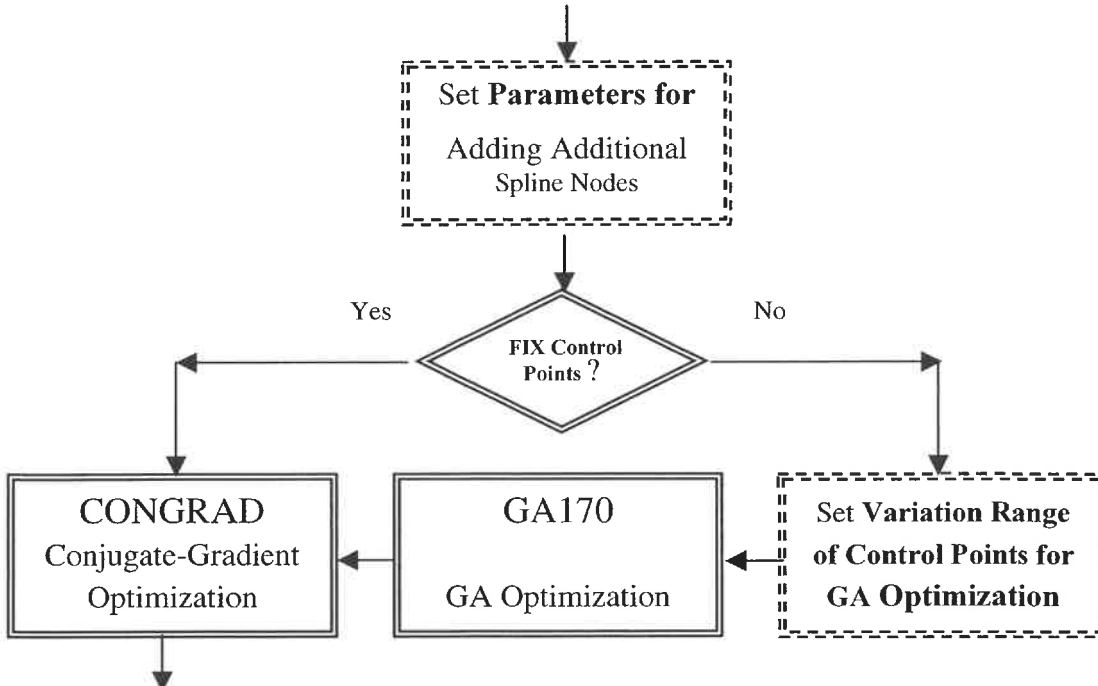 Set Parameters for
Adding Additional
Spline Nodes
Yes
No
FIX Control
Points ?
CONGRAD
Conjugate-Gradient
Optimization
GA170
GA Optimization
Set Variation Range
of Control Points for
GA Optimization